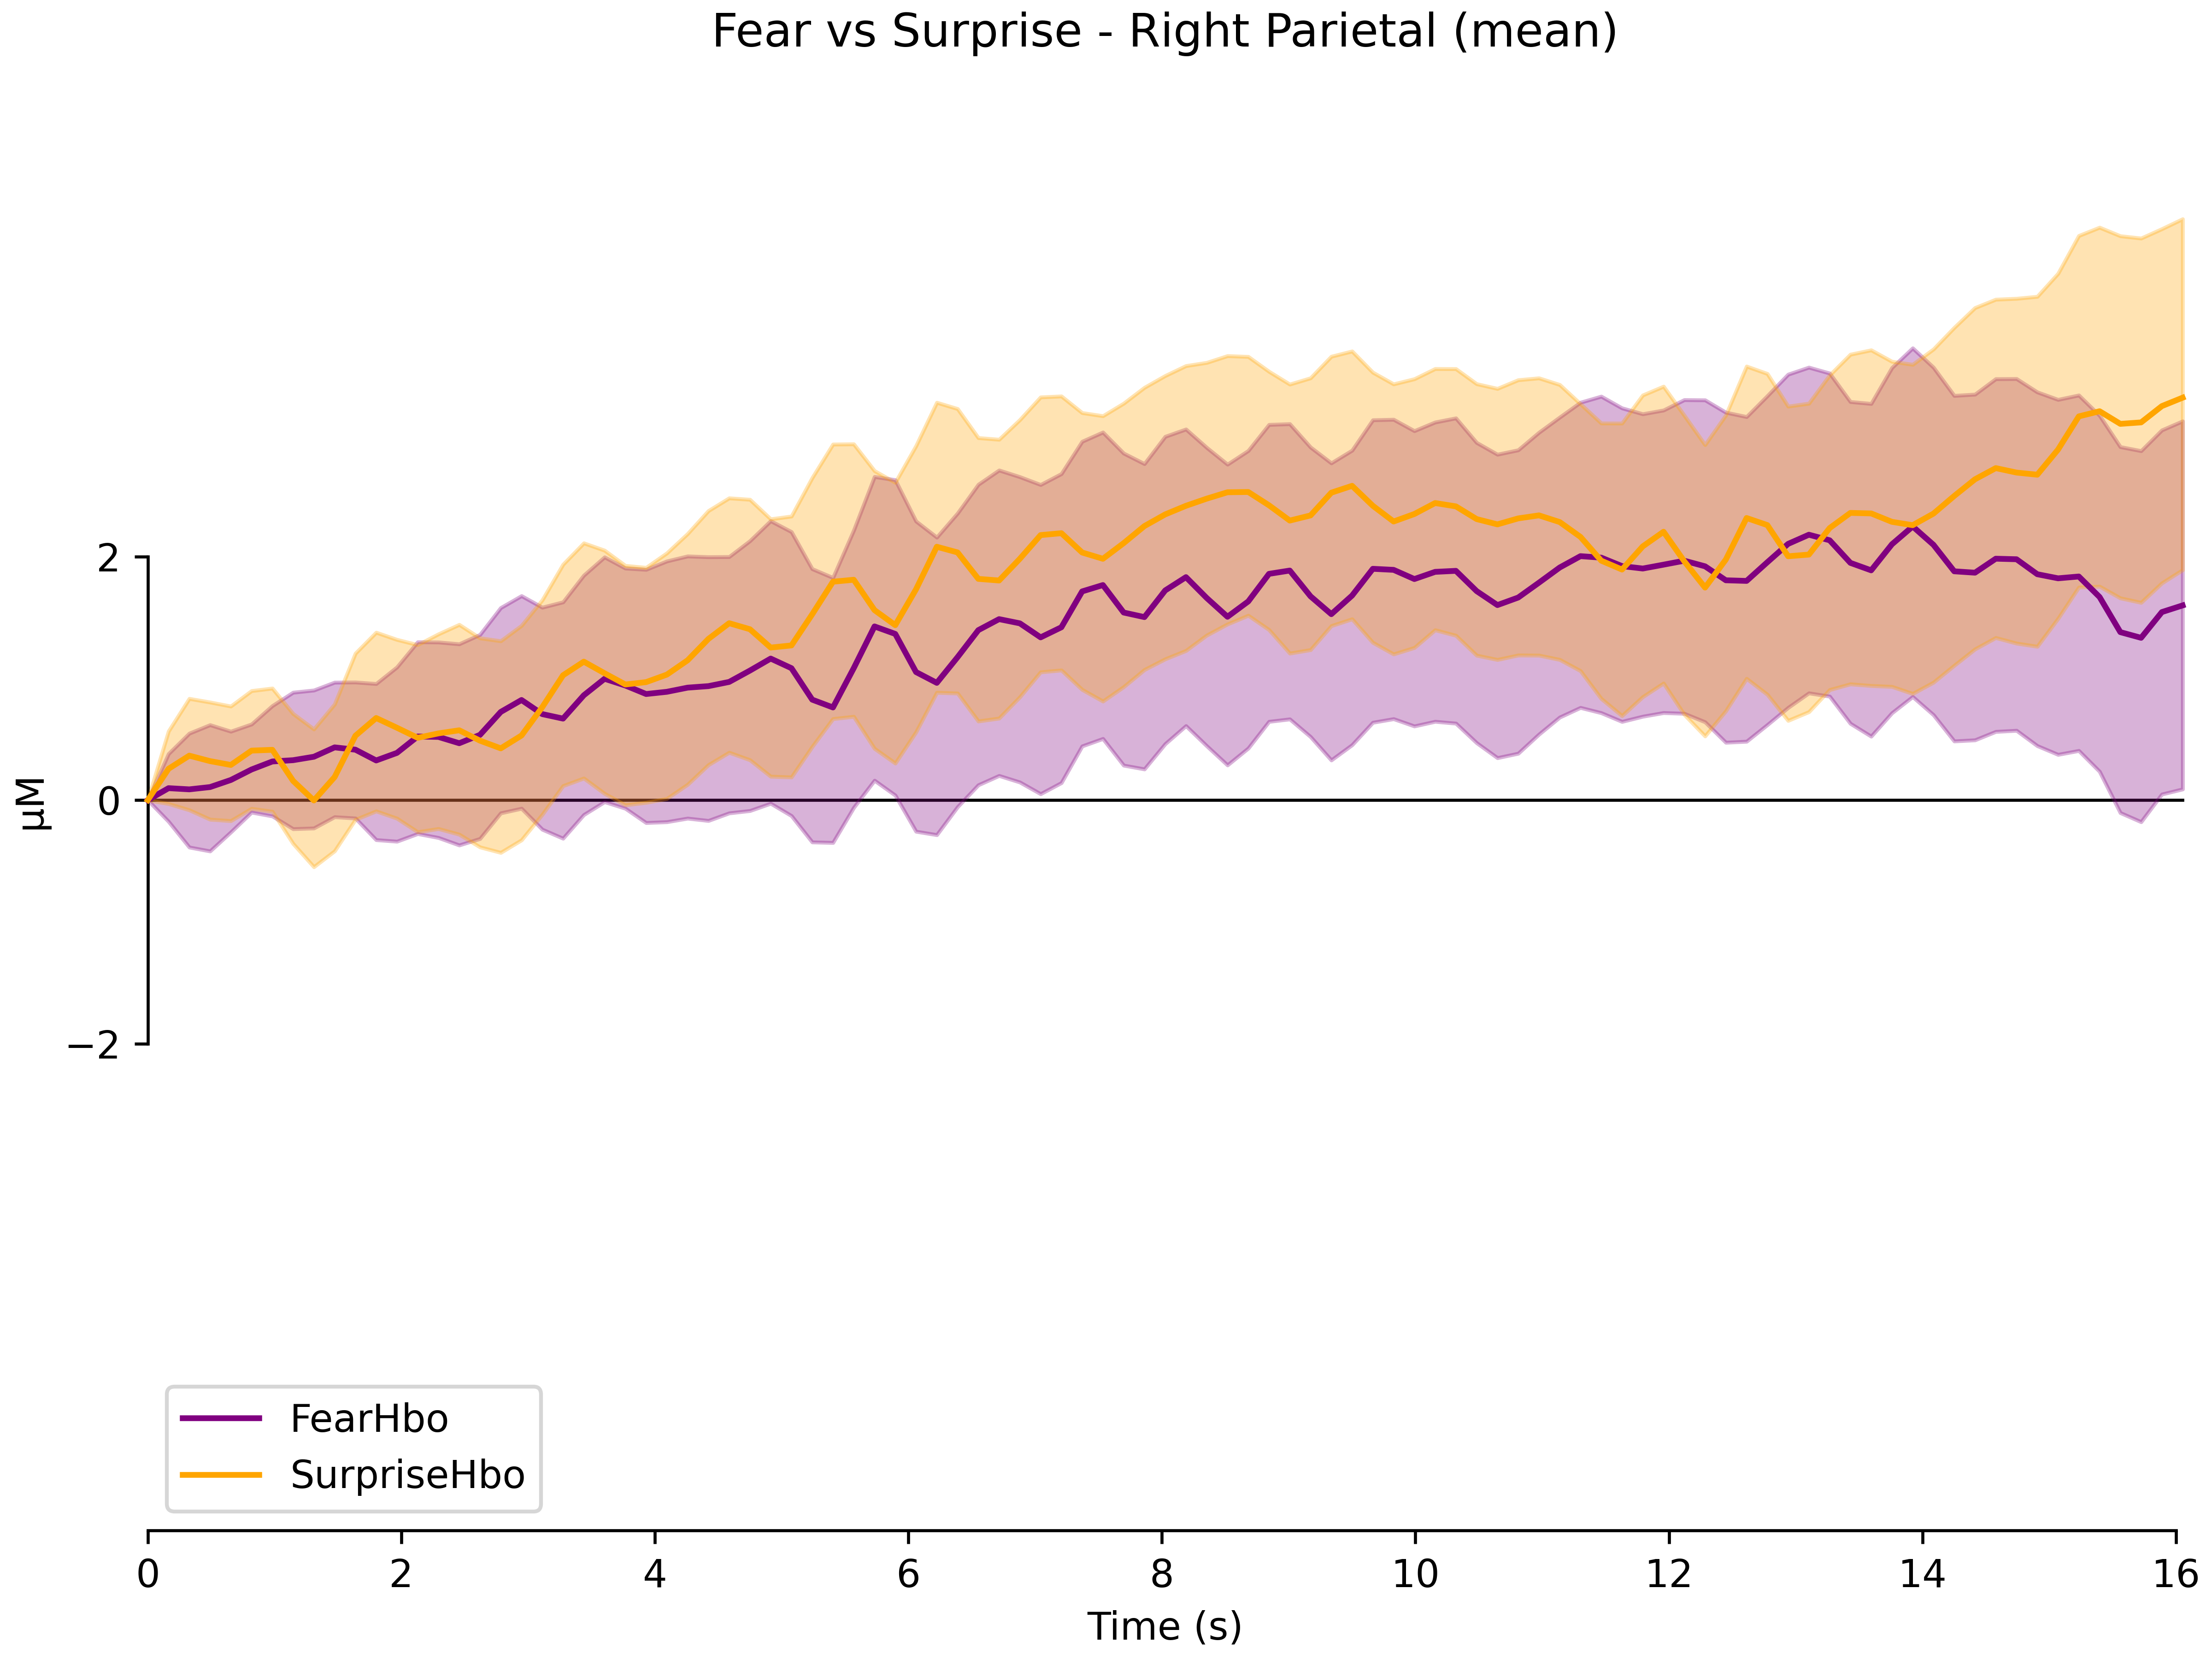 Fear vs Surprise - Right Parietal (mean)
2
0
−2
µM
FearHbo
SurpriseHbo
0 2 4 6 8 10 12 14 16
Time (s)